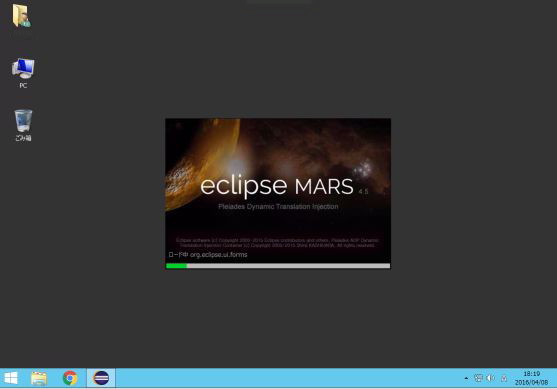 PC
ごみ箱
eclipse MARS 4.5
Pleiades Dynamic Translation Injection
Eclipse software (c) Copyright 2000-2015 Eclipse contributors and others. Pleiades AOP Dynamic
Translation Injection Container (c) Copyright 2005-2015 Shinji KASHIHARA. All rights reserved.
ロード中 org.eclipse.ui.forms
18:19
2016/04/08